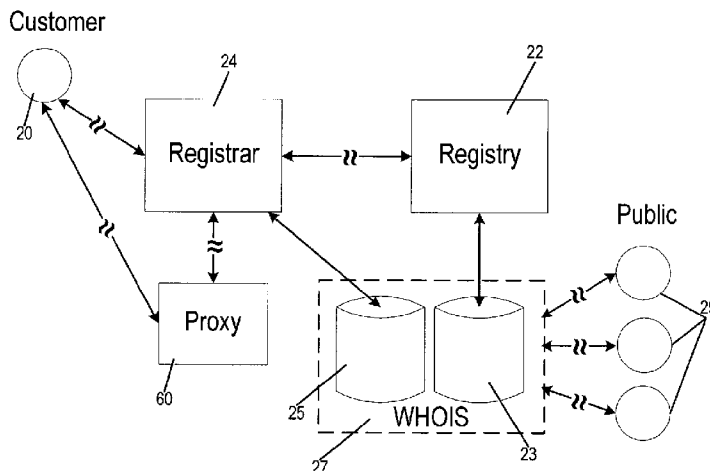 Customer
24
22
20
Registrar
Registry
Public
Proxy
60
25
WHOIS
23
27